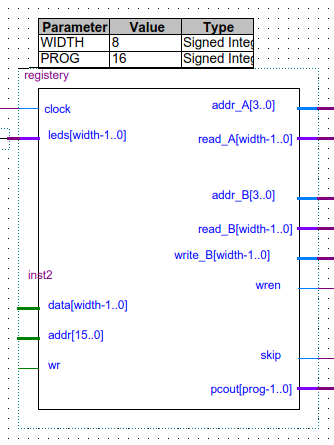 Parameter Value Type
WIDTH 8 Signed Integ
PROG 16 Signed Integ
registery
clock addr_A[3..0]
leds[width-1..0] read_A[width-1..0]
addr_B[3..0]
read_B[width-1..0]
write_B[width-1..0]
inst2 wren
data[width-1..0]
addr[15..0]
skip
wr
pcout[prog-1..0]